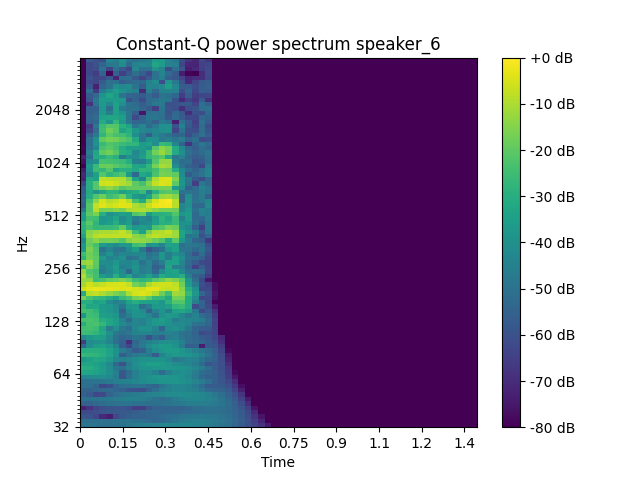 Constant-Q power spectrum speaker_6
Hz
2048
1024
512
256
128
64
32
0 0.15 0.3 0.45 0.6 0.75 0.9 1.1 1.2 1.4
Time
+0 dB
-10 dB
-20 dB
-30 dB
-40 dB
-50 dB
-60 dB
-70 dB
-80 dB